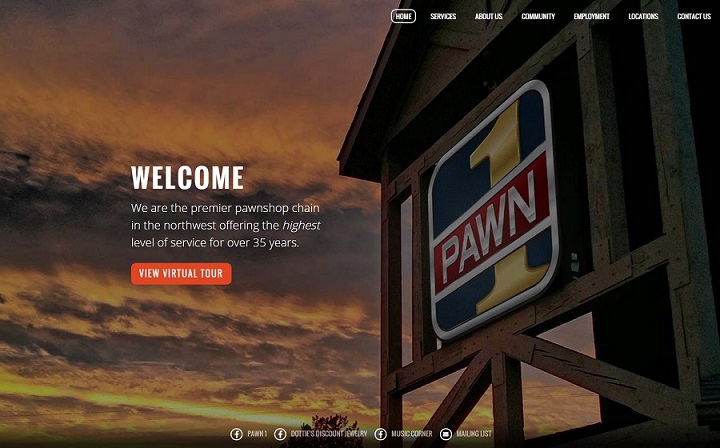 HOME SERVICES ABOUT US COMMUNITY EMPLOYMENT LOCATIONS CONTACT US
WELCOME
We are the premier pawnshop chain
in the northwest offering the highest
level of service for over 35 years.
VIEW VIRTUAL TOUR
1
PAWN
PAWN 1 DOTTIE'S DISCOUNT JEWELRY MUSIC CORNER MAILING LIST